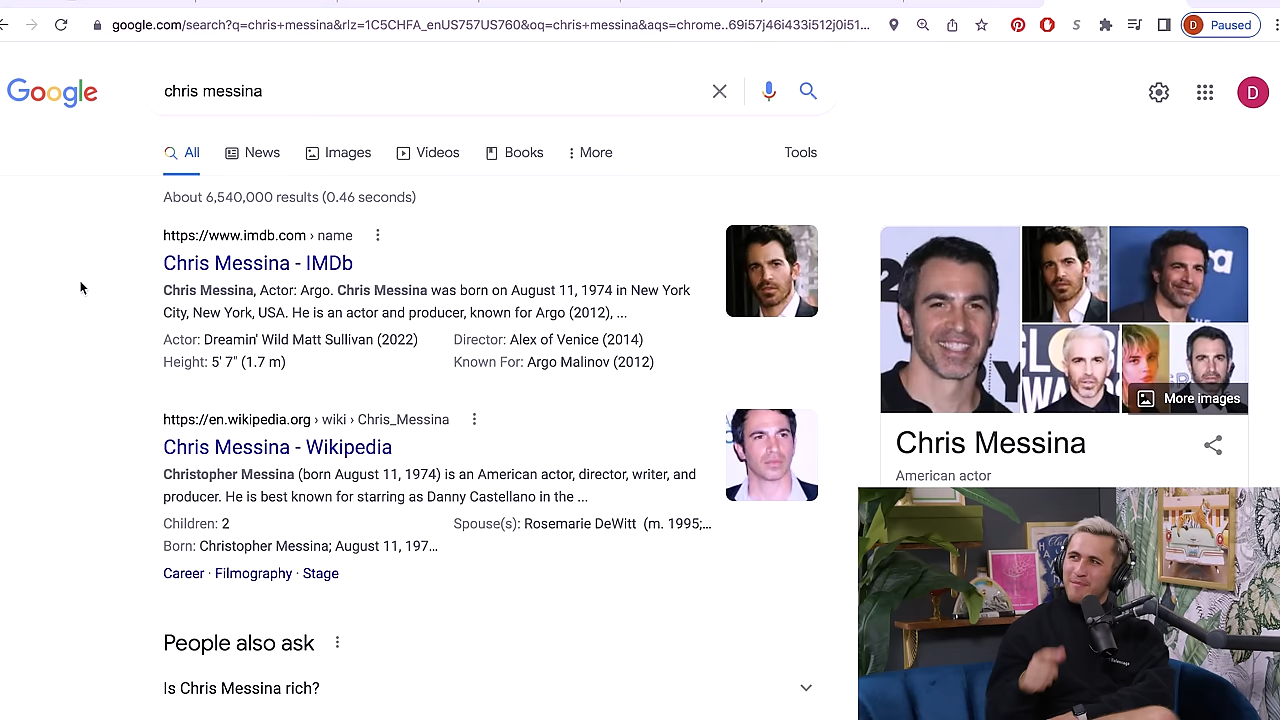 google.com/search?q=chris+messina&rlz=1C5CHFA_enUS757US760&oq=chris+messina&aqs=chrome..69i57j46i433i512j0i51...
D Paused
Google
chris messina
D
All News Images Videos Books More Tools
About 6,540,000 results (0.46 seconds)
https://www.imdb.com › name
Chris Messina - IMDb
Chris Messina, Actor: Argo. Chris Messina was born on August 11, 1974 in New York
City, New York, USA. He is an actor and producer, known for Argo (2012), ...
Actor: Dreamin' Wild Matt Sullivan (2022) Director: Alex of Venice (2014)
Height: 5' 7" (1.7 m) Known For: Argo Malinov (2012)
https://en.wikipedia.org › wiki › Chris_Messina
Chris Messina - Wikipedia
Christopher Messina (born August 11, 1974) is an American actor, director, writer, and
producer. He is best known for starring as Danny Castellano in the ...
Children: 2 Spouse(s): Rosemarie DeWitt (m. 1995;...
Born: Christopher Messina; August 11, 197...
Career · Filmography · Stage
People also ask
Is Chris Messina rich?
More images
Chris Messina
American actor